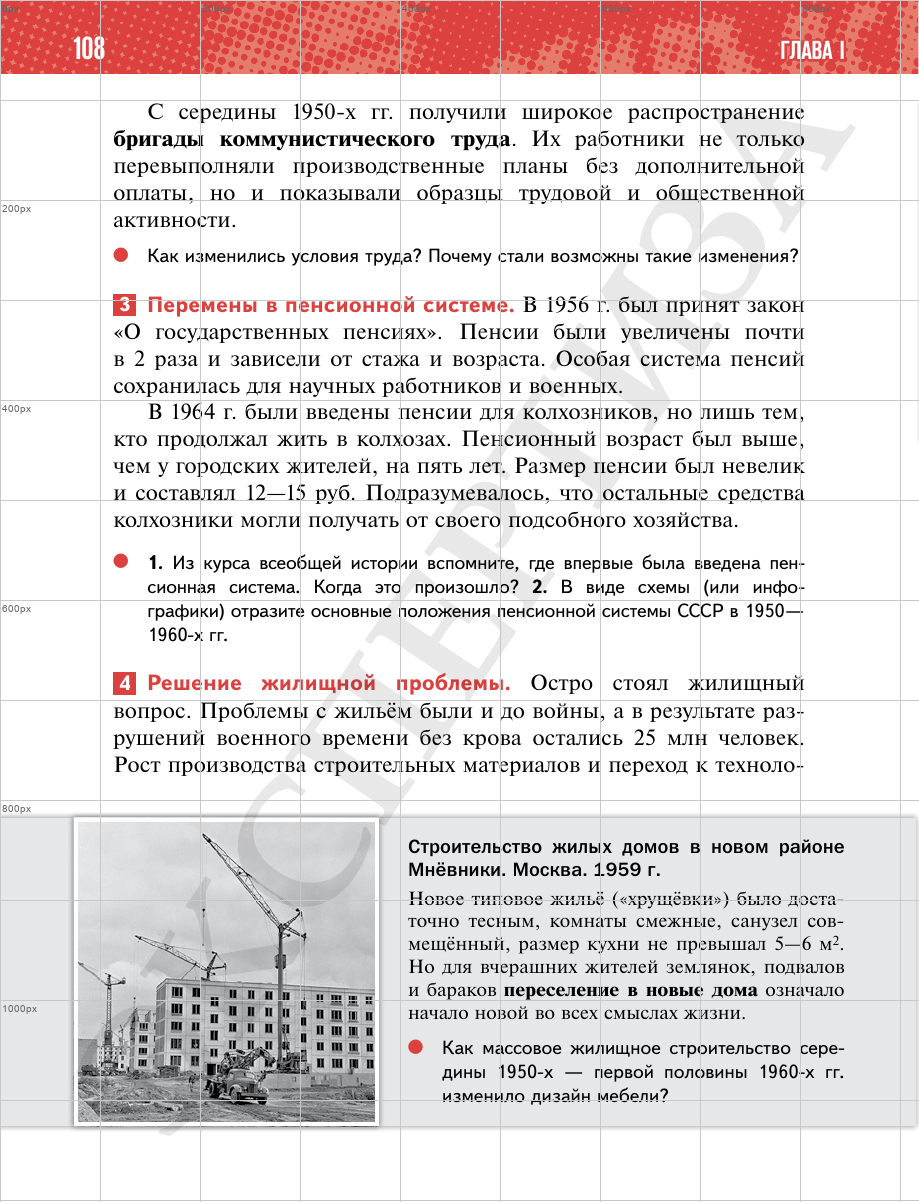 108
ГЛАВА I
С середины 1950-х гг. получили широкое распространение
бригады коммунистического труда. Их работники не только
перевыполняли производственные планы без дополнительной
оплаты, но и показывали образцы трудовой и общественной
активности.
Как изменились условия труда? Почему стали возможны такие изменения?
3 Перемены в пенсионной системе. В 1956 г. был принят закон
«О государственных пенсиях». Пенсии были увеличены почти
в 2 раза и зависели от стажа и возраста. Особая система пенсий
сохранилась для научных работников и военных.
В 1964 г. были введены пенсии для колхозников, но лишь тем,
кто продолжал жить в колхозах. Пенсионный возраст был выше,
чем у городских жителей, на пять лет. Размер пенсии был невелик
и составлял 12—15 руб. Подразумевалось, что остальные средства
колхозники могли получать от своего подсобного хозяйства.
1. Из курса всеобщей истории вспомните, где впервые была введена пен-
сионная система. Когда это произошло? 2. В виде схемы (или инфо-
графики) отразите основные положения пенсионной системы СССР в 1950—
1960-х гг.
4 Решение жилищной проблемы. Остро стоял жилищный
вопрос. Проблемы с жильём были и до войны, а в результате раз-
рушений военного времени без крова остались 25 млн человек.
Рост производства строительных материалов и переход к техноло-
Строительство жилых домов в новом районе
Мнёвники. Москва. 1959 г.
Новое типовое жильё («хрущёвки») было доста-
точно тесным, комнаты смежные, санузел сов-
мещённый, размер кухни не превышал 5—6 м².
Но для вчерашних жителей землянок, подвалов
и бараков переселение в новые дома означало
начало новой во всех смыслах жизни.
Как массовое жилищное строительство сере-
дины 1950-х — первой половины 1960-х гг.
изменило дизайн мебели?
200px
400px
600px
800px
1000px